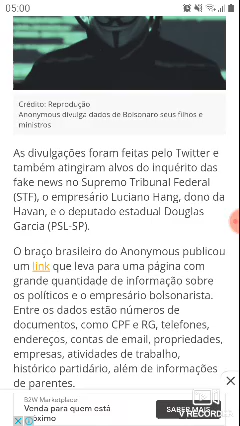 05:00
Crédito: Reprodução
Anonymous divulga dados de Bolsonaro seus filhos e
ministros
As divulgações foram feitas pelo Twitter e
também atingiram alvos do inquérito das
fake news no Supremo Tribunal Federal
(STF), o empresário Luciano Hang, dono da
Havan, e o deputado estadual Douglas
Garcia (PSL-SP).
O braço brasileiro do Anonymous publicou
um link que leva para uma página com
grande quantidade de informação sobre
os políticos e o empresário bolsonarista.
Entre os dados estão números de
documentos, como CPF e RG, telefones,
endereços, contas de email, propriedades,
empresas, atividades de trabalho,
histórico partidário, além de informações
de parentes.
B2W Marketplace
Venda para quem está
próximo
SABER MAIS
V RECORDER